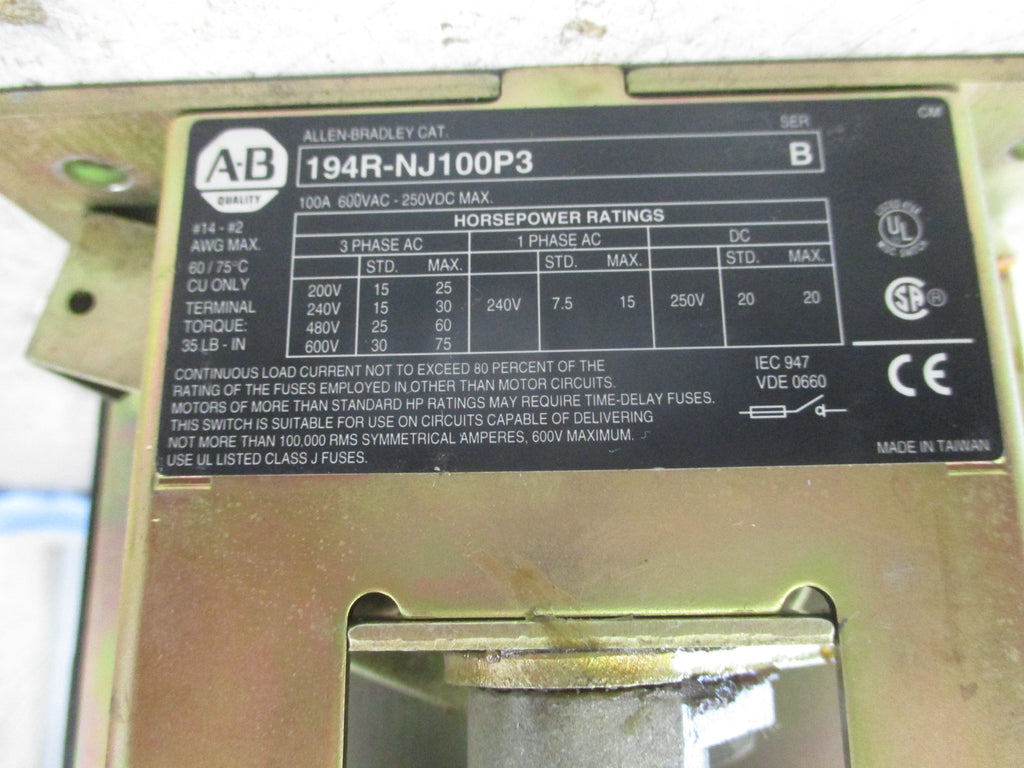 ALLEN-BRADLEY CAT.
SER
CM
A-B
QUALITY
194R-NJ100P3
B
100A 600VAC - 250VDC MAX.
#14 - #2
AWG MAX.
60 / 75°C
CU ONLY
TERMINAL
TORQUE:
35 LB - IN
HORSEPOWER RATINGS
3 PHASE AC 1 PHASE AC DC
STD. MAX. STD. MAX. STD. MAX.
200V 15 25
240V 15 30 240V 7.5 15 250V 20 20
480V 25 60
600V 30 75
UL
SA ®
CE
CONTINUOUS LOAD CURRENT NOT TO EXCEED 80 PERCENT OF THE
RATING OF THE FUSES EMPLOYED IN OTHER THAN MOTOR CIRCUITS.
MOTORS OF MORE THAN STANDARD HP RATINGS MAY REQUIRE TIME-DELAY FUSES.
THIS SWITCH IS SUITABLE FOR USE ON CIRCUITS CAPABLE OF DELIVERING
NOT MORE THAN 100,000 RMS SYMMETRICAL AMPERES, 600V MAXIMUM.
USE UL LISTED CLASS J FUSES.
IEC 947
VDE 0660
MADE IN TAIWAN